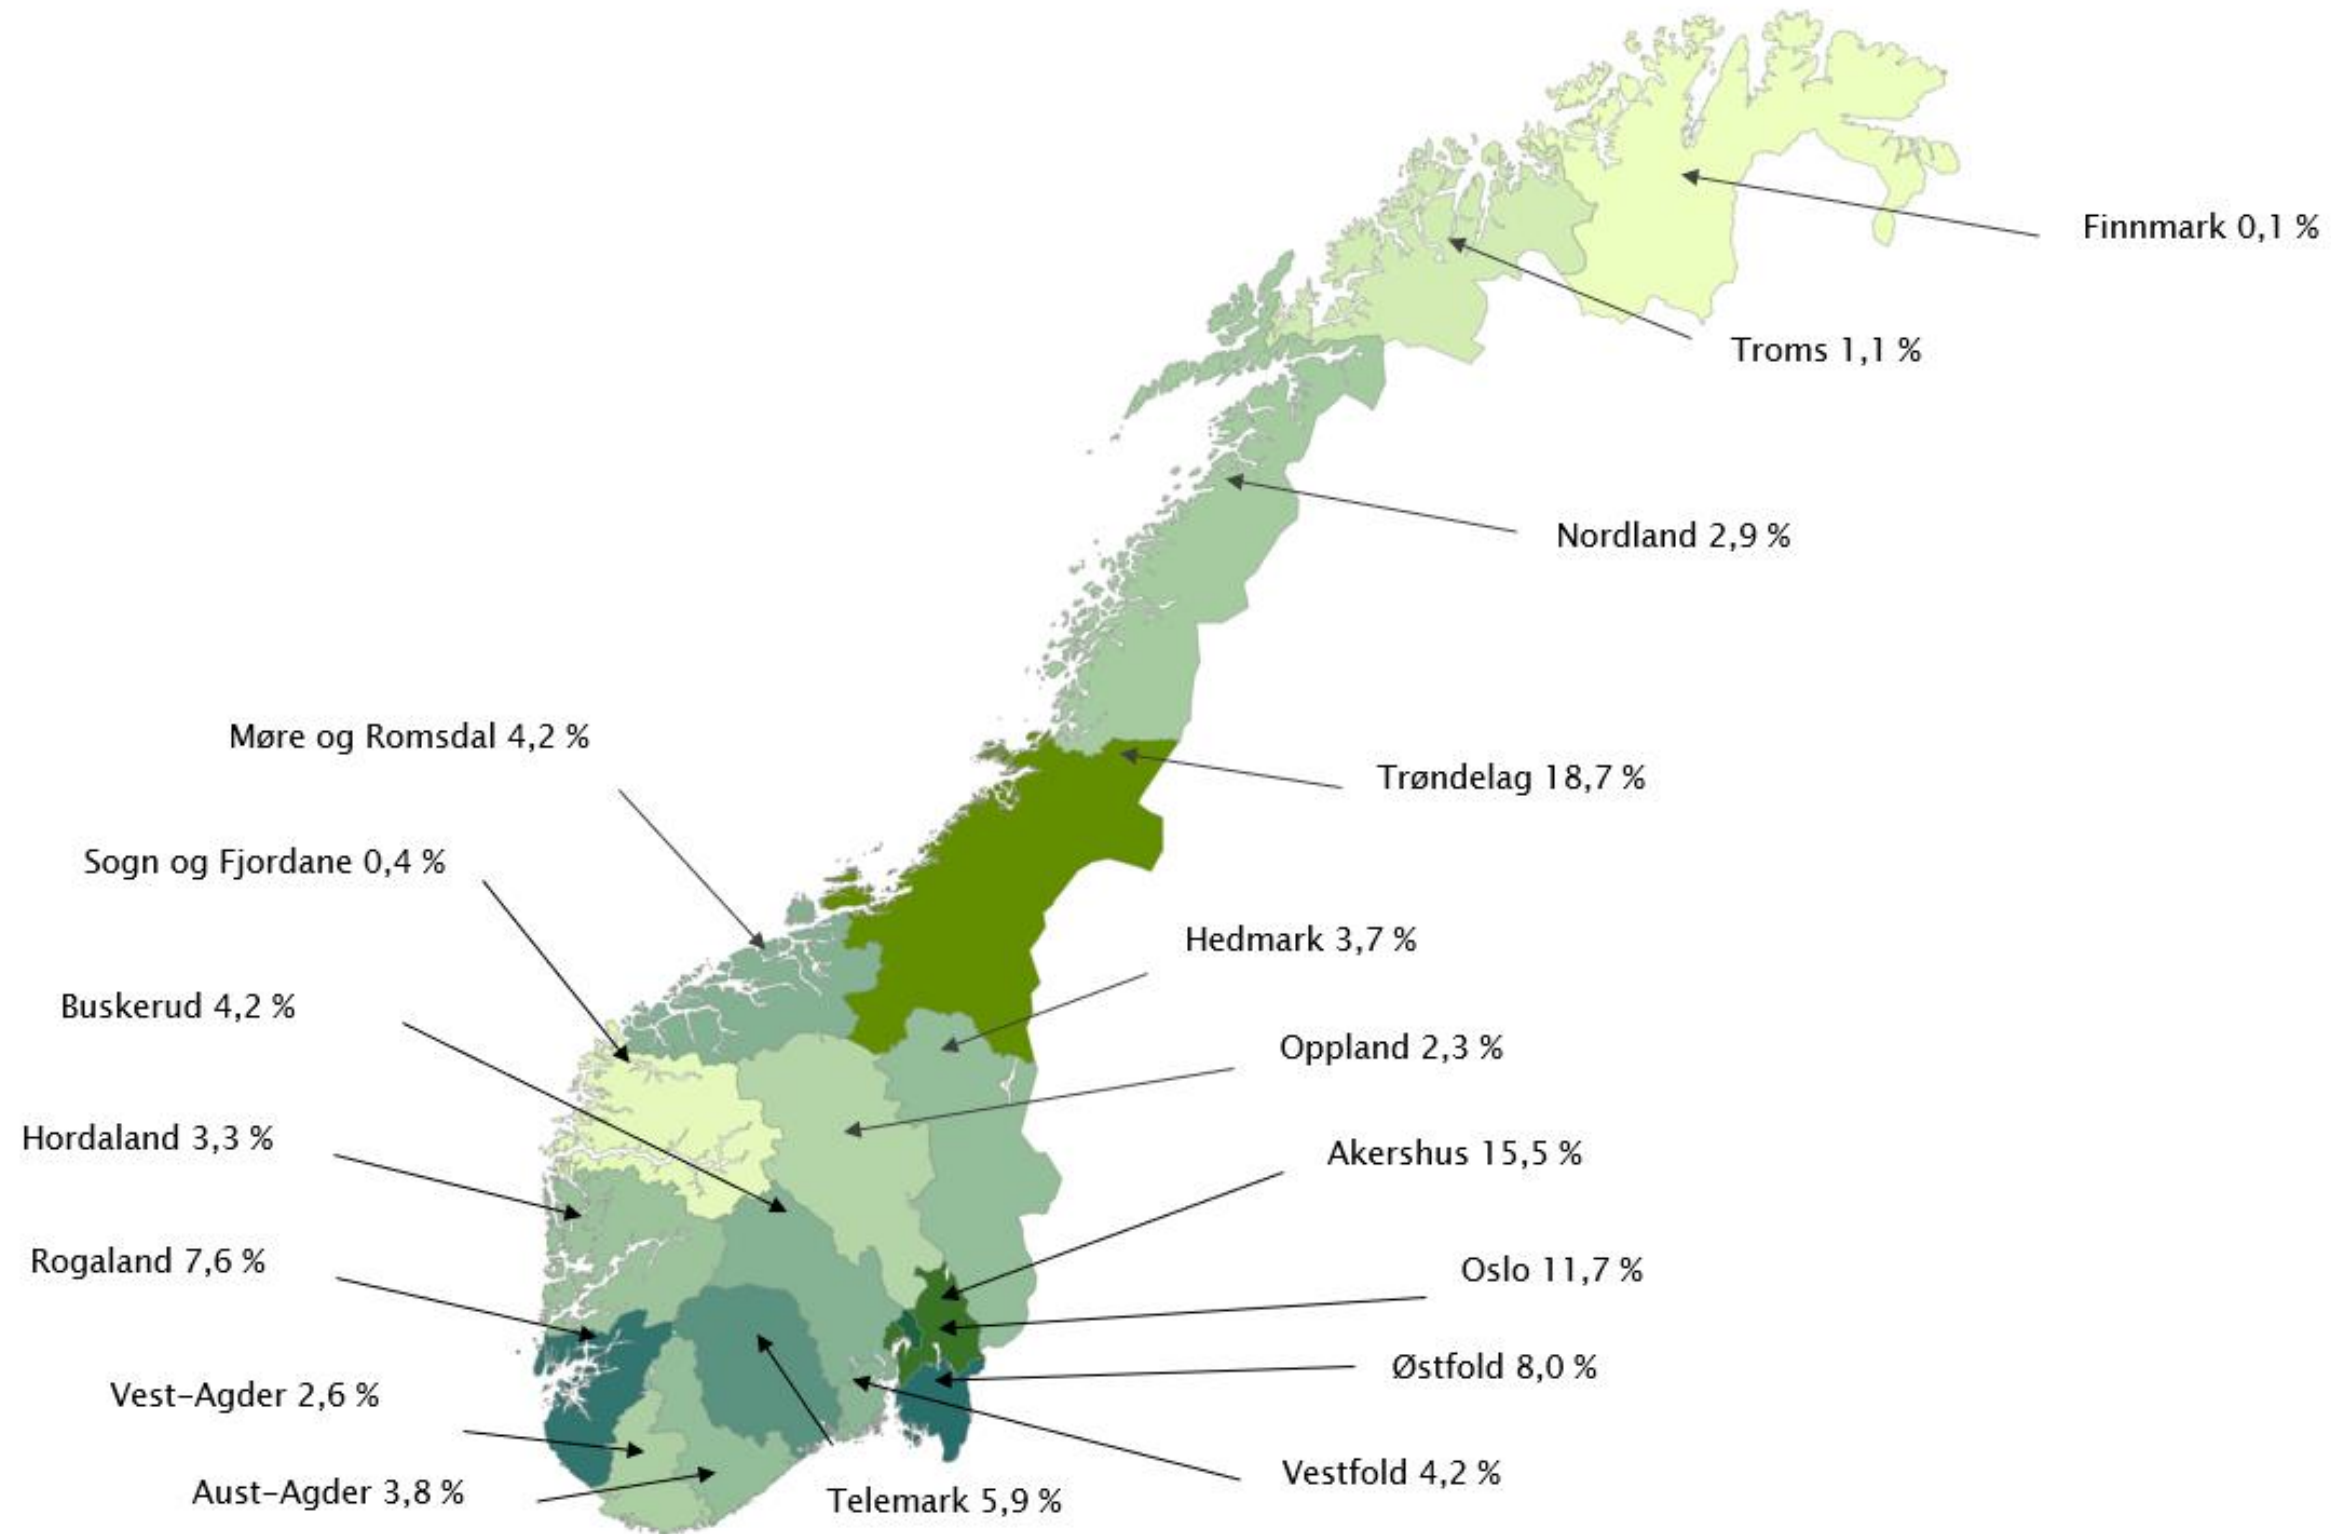 Finnmark 0,1 %
Troms 1,1 %
Nordland 2,9 %
Møre og Romsdal 4,2 %
Trøndelag 18,7 %
Sogn og Fjordane 0,4 %
Hedmark 3,7 %
Buskerud 4,2 %
Oppland 2,3 %
Hordaland 3,3 %
Akershus 15,5 %
Rogaland 7,6 %
Oslo 11,7 %
Østfold 8,0 %
Vest-Agder 2,6 %
Vestfold 4,2 %
Aust-Agder 3,8 %
Telemark 5,9 %